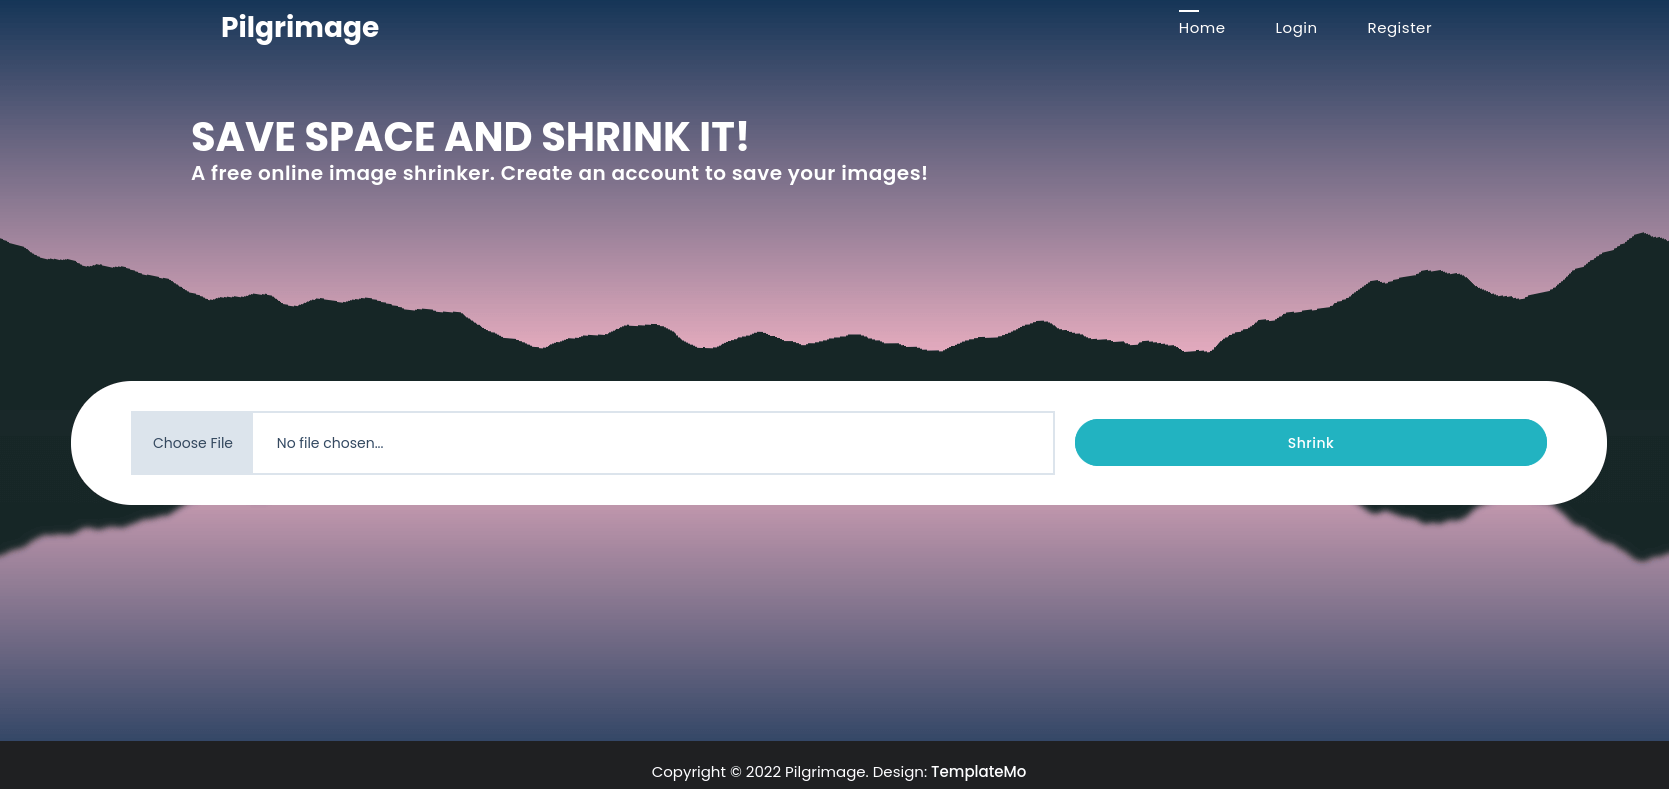 Pilgrimage
Home Login Register
SAVE SPACE AND SHRINK IT!
A free online image shrinker. Create an account to save your images!
Choose File No file chosen...
Shrink
Copyright © 2022 Pilgrimage. Design: TemplateMo